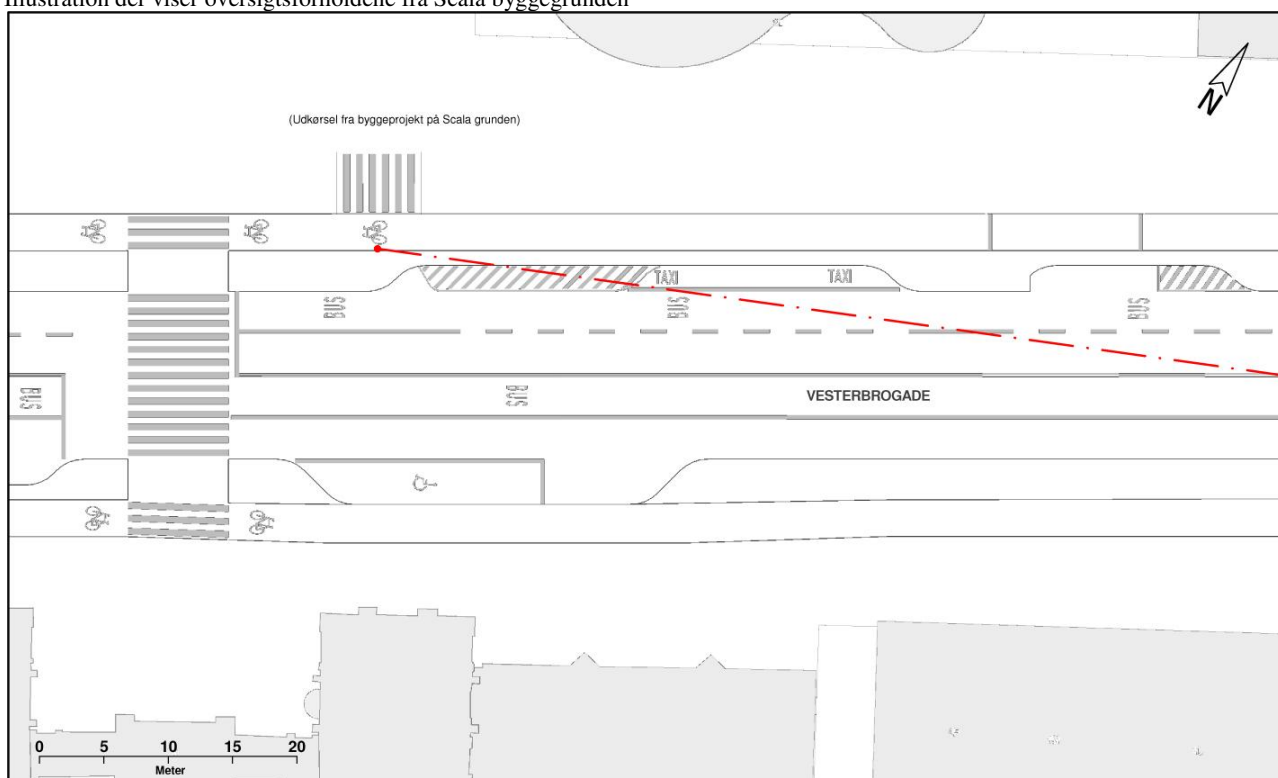 Illustration der viser oversigtsforholdene fra Scala byggegrunden
N
(Udkørsel fra byggeprojekt på Scala grunden)
TAXI TAXI
BUS BUS BUS
BUS BUS VESTERBROGADE
0 5 10 15 20
Meter